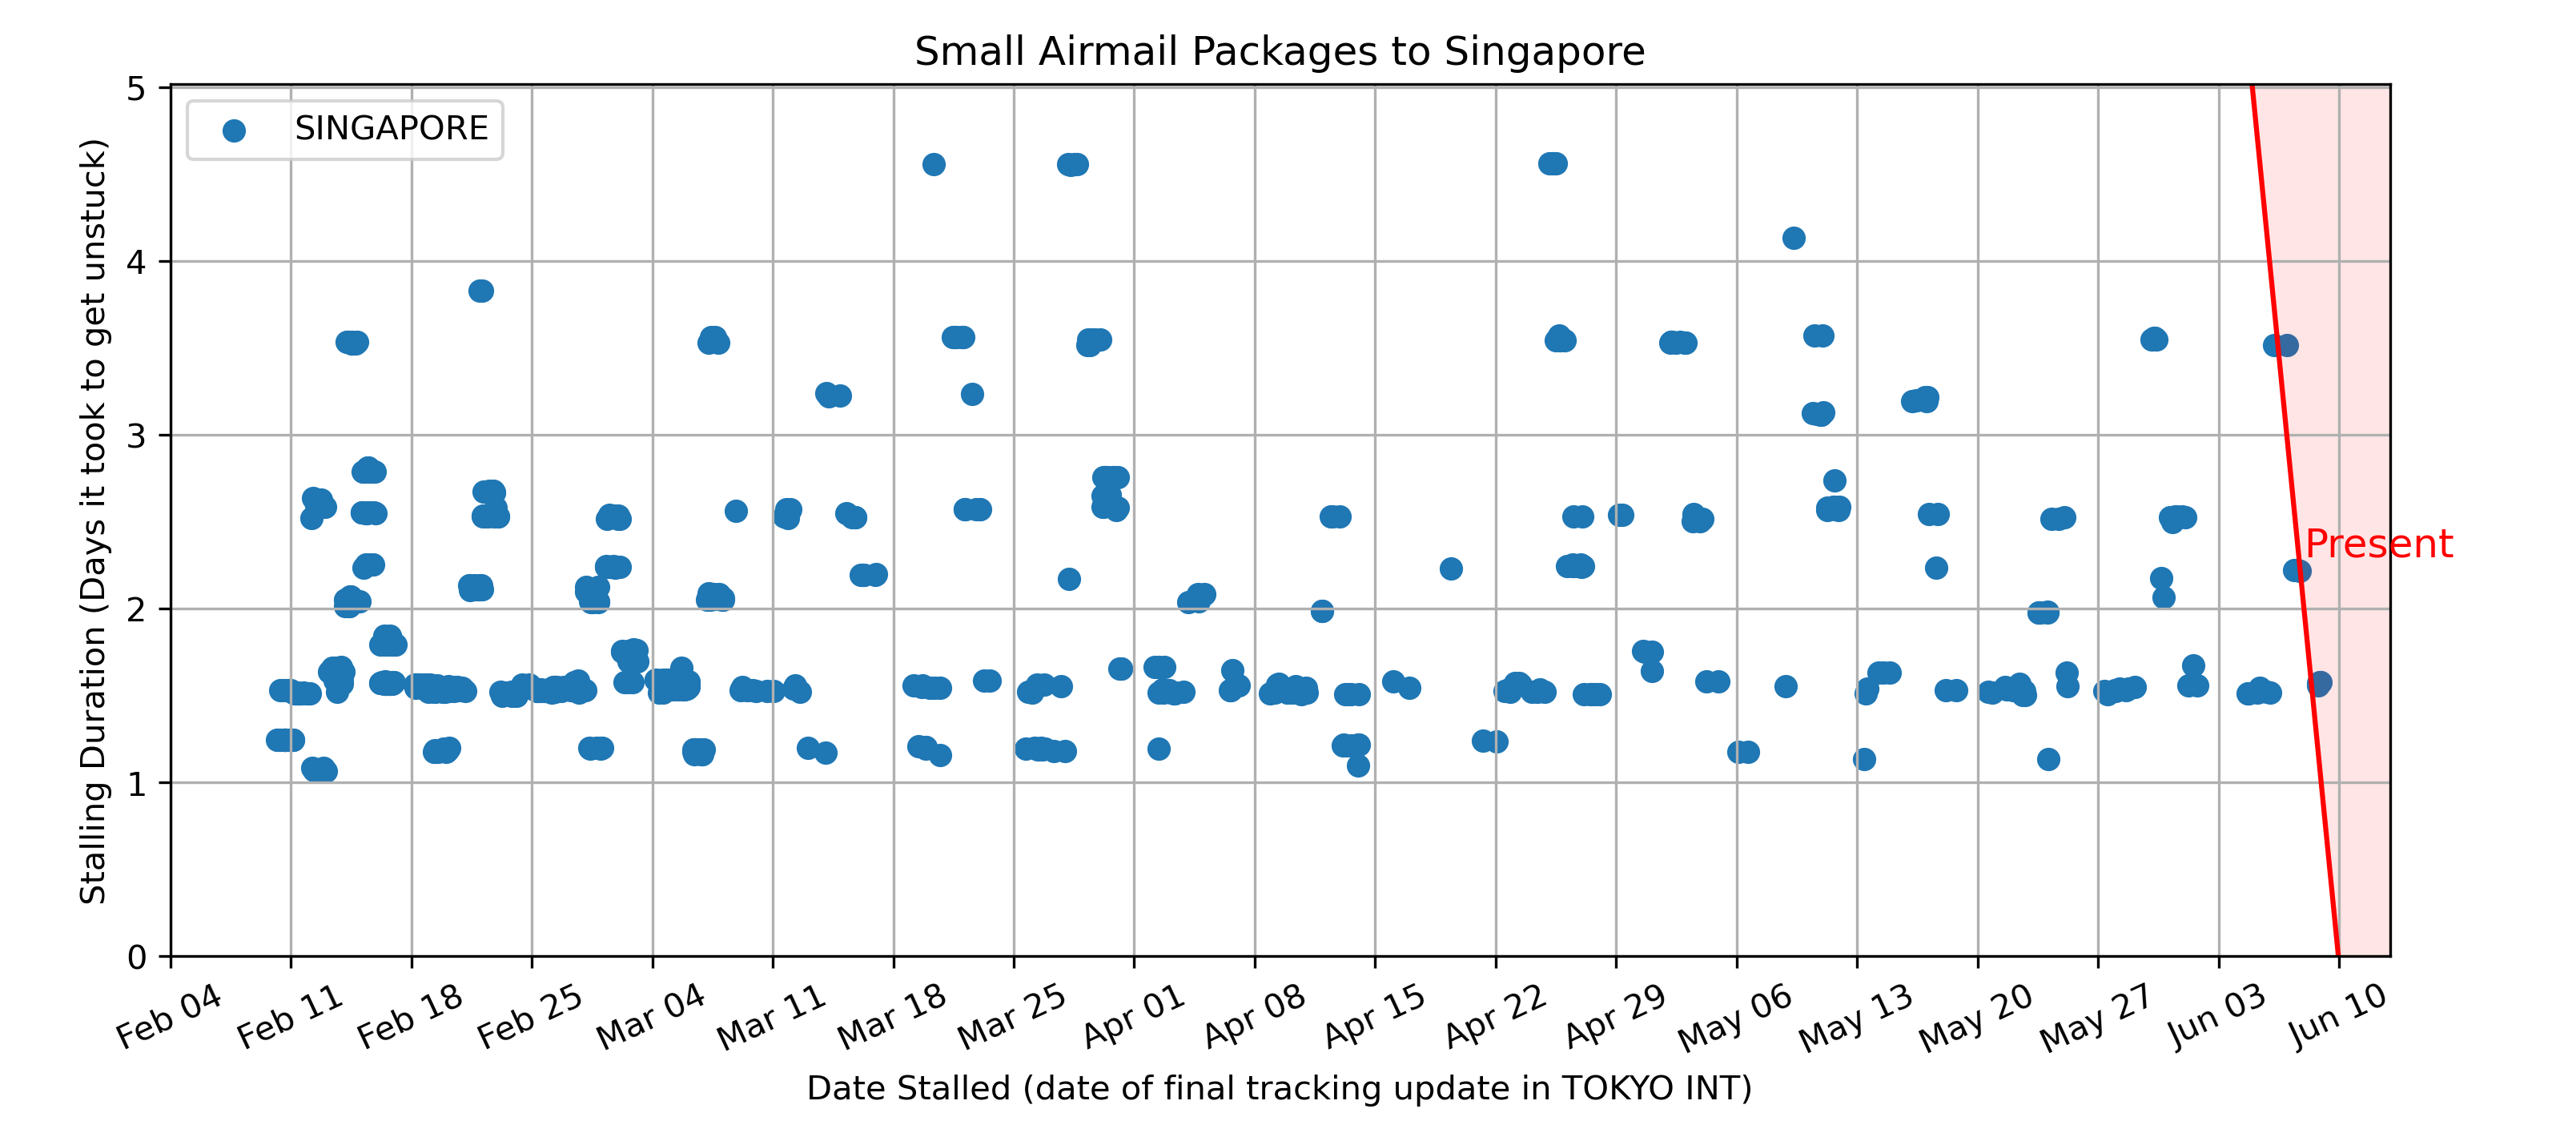 Small Airmail Packages to Singapore
SINGAPORE
Stalling Duration (Days it took to get unstuck)
5
4
3
2
1
0
Present
Feb 04
Feb 11
Feb 18
Feb 25
Mar 04
Mar 11
Mar 18
Mar 25
Apr 01
Apr 08
Apr 15
Apr 22
Apr 29
May 06
May 13
May 20
May 27
Jun 03
Jun 10
Date Stalled (date of final tracking update in TOKYO INT)